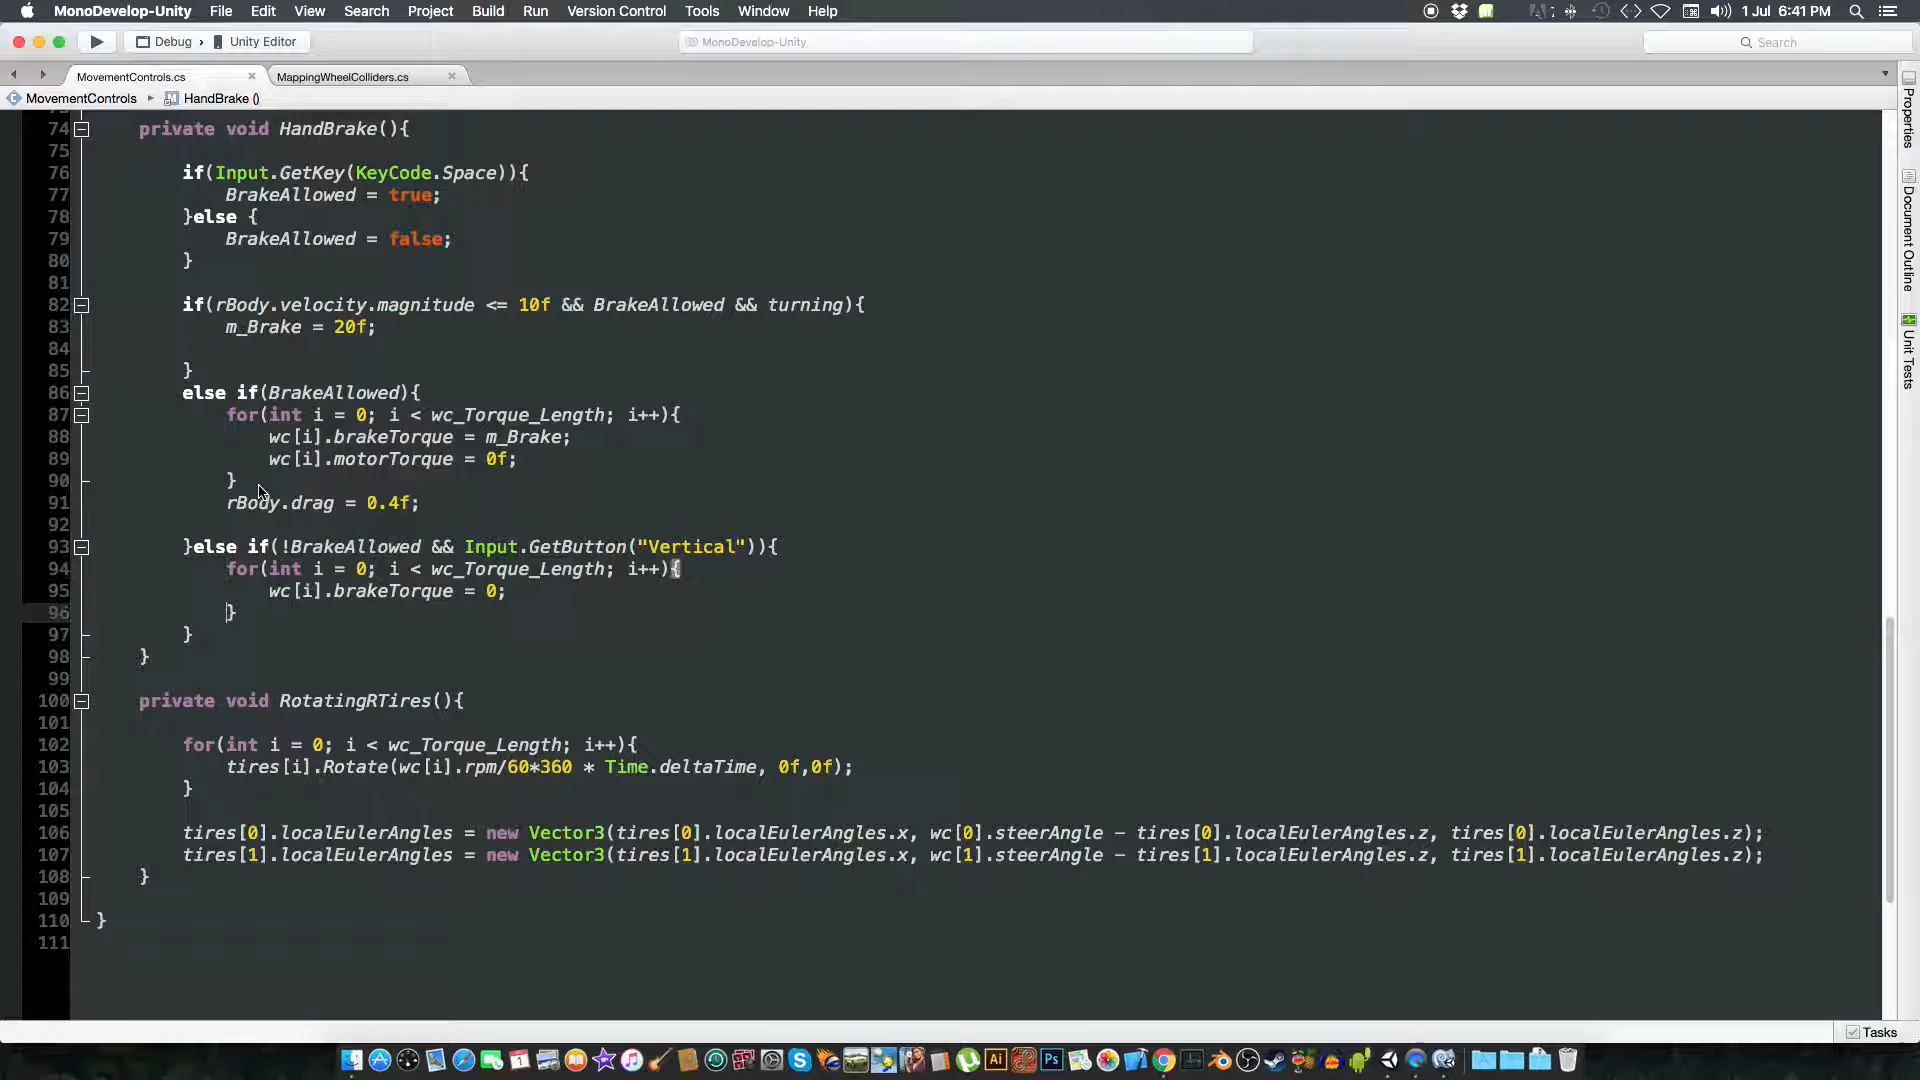 MonoDevelop-Unity File Edit View Search Project Build Run Version Control Tools Window Help 1 Jul 6:41 PM
Debug › Unity Editor MonoDevelop-Unity Search
MovementControls.cs MappingWheelColliders.cs
MovementControls HandBrake ()
74 private void HandBrake(){
75
76 if(Input.GetKey(KeyCode.Space)){
77 BrakeAllowed = true;
78 }else {
79 BrakeAllowed = false;
80 }
81
82 if(rBody.velocity.magnitude <= 10f && BrakeAllowed && turning){
83 m_Brake = 20f;
84
85 }
86 else if(BrakeAllowed){
87 for(int i = 0; i < wc_Torque_Length; i++){
88 wc[i].brakeTorque = m_Brake;
89 wc[i].motorTorque = 0f;
90 }
91 rBody.drag = 0.4f;
92
93 }else if(!BrakeAllowed && Input.GetButton("Vertical")){
94 for(int i = 0; i < wc_Torque_Length; i++){
95 wc[i].brakeTorque = 0;
96 }
97 }
98 }
99
100 private void RotatingRTires(){
101
102 for(int i = 0; i < wc_Torque_Length; i++){
103 tires[i].Rotate(wc[i].rpm/60*360 * Time.deltaTime, 0f,0f);
104 }
105
106 tires[0].localEulerAngles = new Vector3(tires[0].localEulerAngles.x, wc[0].steerAngle - tires[0].localEulerAngles.z, tires[0].localEulerAngles.z);
107 tires[1].localEulerAngles = new Vector3(tires[1].localEulerAngles.x, wc[1].steerAngle - tires[1].localEulerAngles.z, tires[1].localEulerAngles.z);
108 }
109
110 }
111
Properties
Document Outline
Unit Tests
Tasks
Ai
Ps